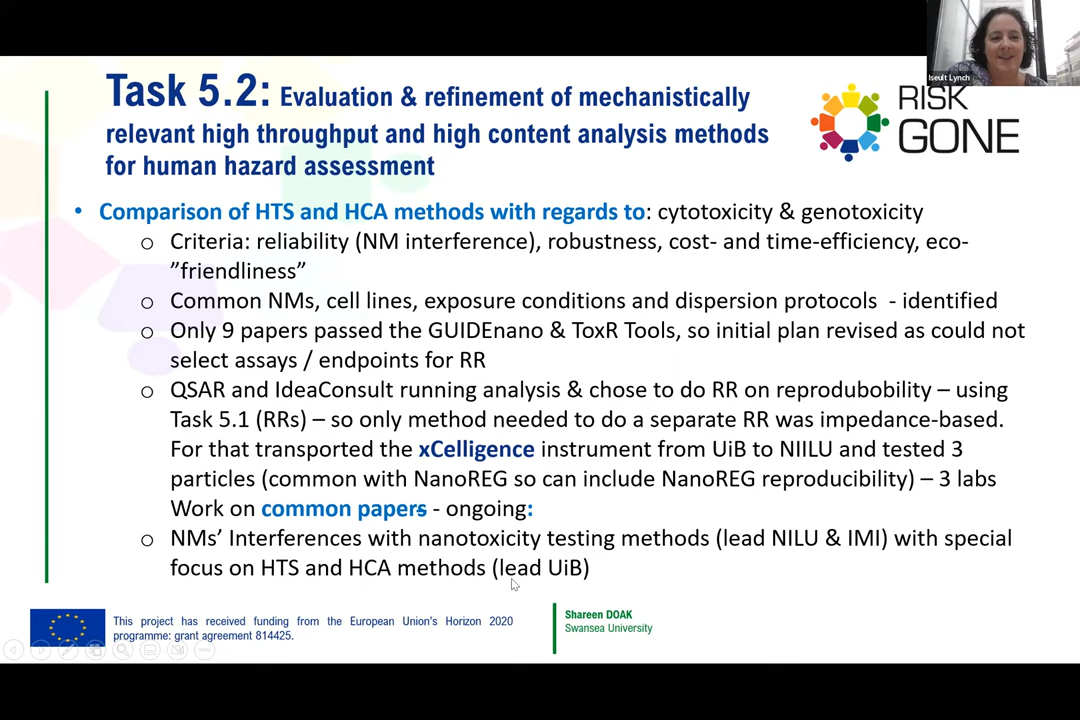 Iseult Lynch
Task 5.2: Evaluation & refinement of mechanistically
relevant high throughput and high content analysis methods
for human hazard assessment
RISK
GONE
• Comparison of HTS and HCA methods with regards to: cytotoxicity & genotoxicity
o Criteria: reliability (NM interference), robustness, cost- and time-efficiency, eco-
”friendliness”
o Common NMs, cell lines, exposure conditions and dispersion protocols - identified
o Only 9 papers passed the GUIDEnano & ToxR Tools, so initial plan revised as could not
select assays / endpoints for RR
o QSAR and IdeaConsult running analysis & chose to do RR on reprodubobility – using
Task 5.1 (RRs) – so only method needed to do a separate RR was impedance-based.
For that transported the xCelligence instrument from UiB to NIILU and tested 3
particles (common with NanoREG so can include NanoREG reproducibility) – 3 labs
Work on common papers - ongoing:
o NMs’ Interferences with nanotoxicity testing methods (lead NILU & IMI) with special
focus on HTS and HCA methods (lead UiB)
This project has received funding from the European Union’s Horizon 2020
programme: grant agreement 814425.
Shareen DOAK
Swansea University